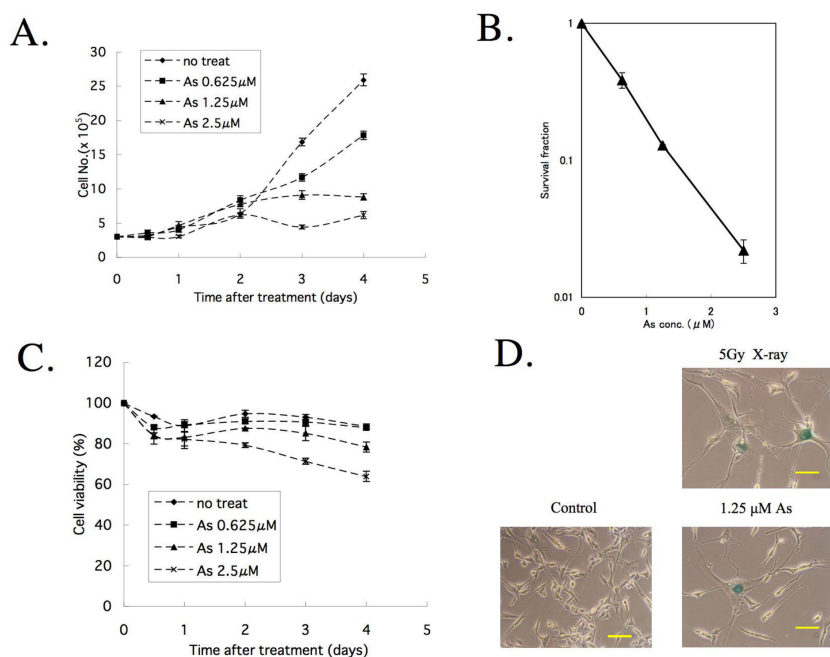 A.
30
25
20
15
10
5
0
Cell No.(x 10⁵)
no treat
As 0.625μM
As 1.25μM
As 2.5μM
0 1 2 3 4 5
Time after treatment (days)
B.
1
0.1
0.01
Survival fraction
0 1 2 3
As conc. (μM)
C.
120
100
80
60
40
20
0
Cell viability (%)
no treat
As 0.625μM
As 1.25μM
As 2.5μM
0 1 2 3 4 5
Time after treatment (days)
D.
5Gy X-ray
Control
1.25 μM As